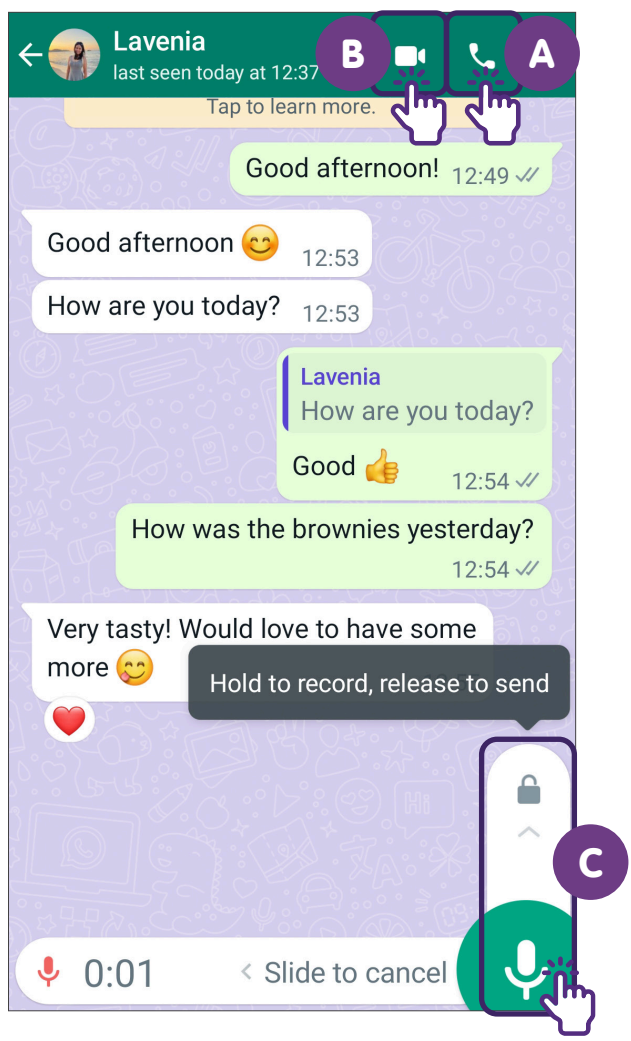 Lavenia
last seen today at 12:37
B
A
Tap to learn more.
Good afternoon! 12:49
Good afternoon 😊 12:53
How are you today? 12:53
Lavenia
How are you today?
Good 👍 12:54
How was the brownies yesterday?
12:54
Very tasty! Would love to have some
more 😋
Hold to record, release to send
❤️
C
0:01 < Slide to cancel
Hi